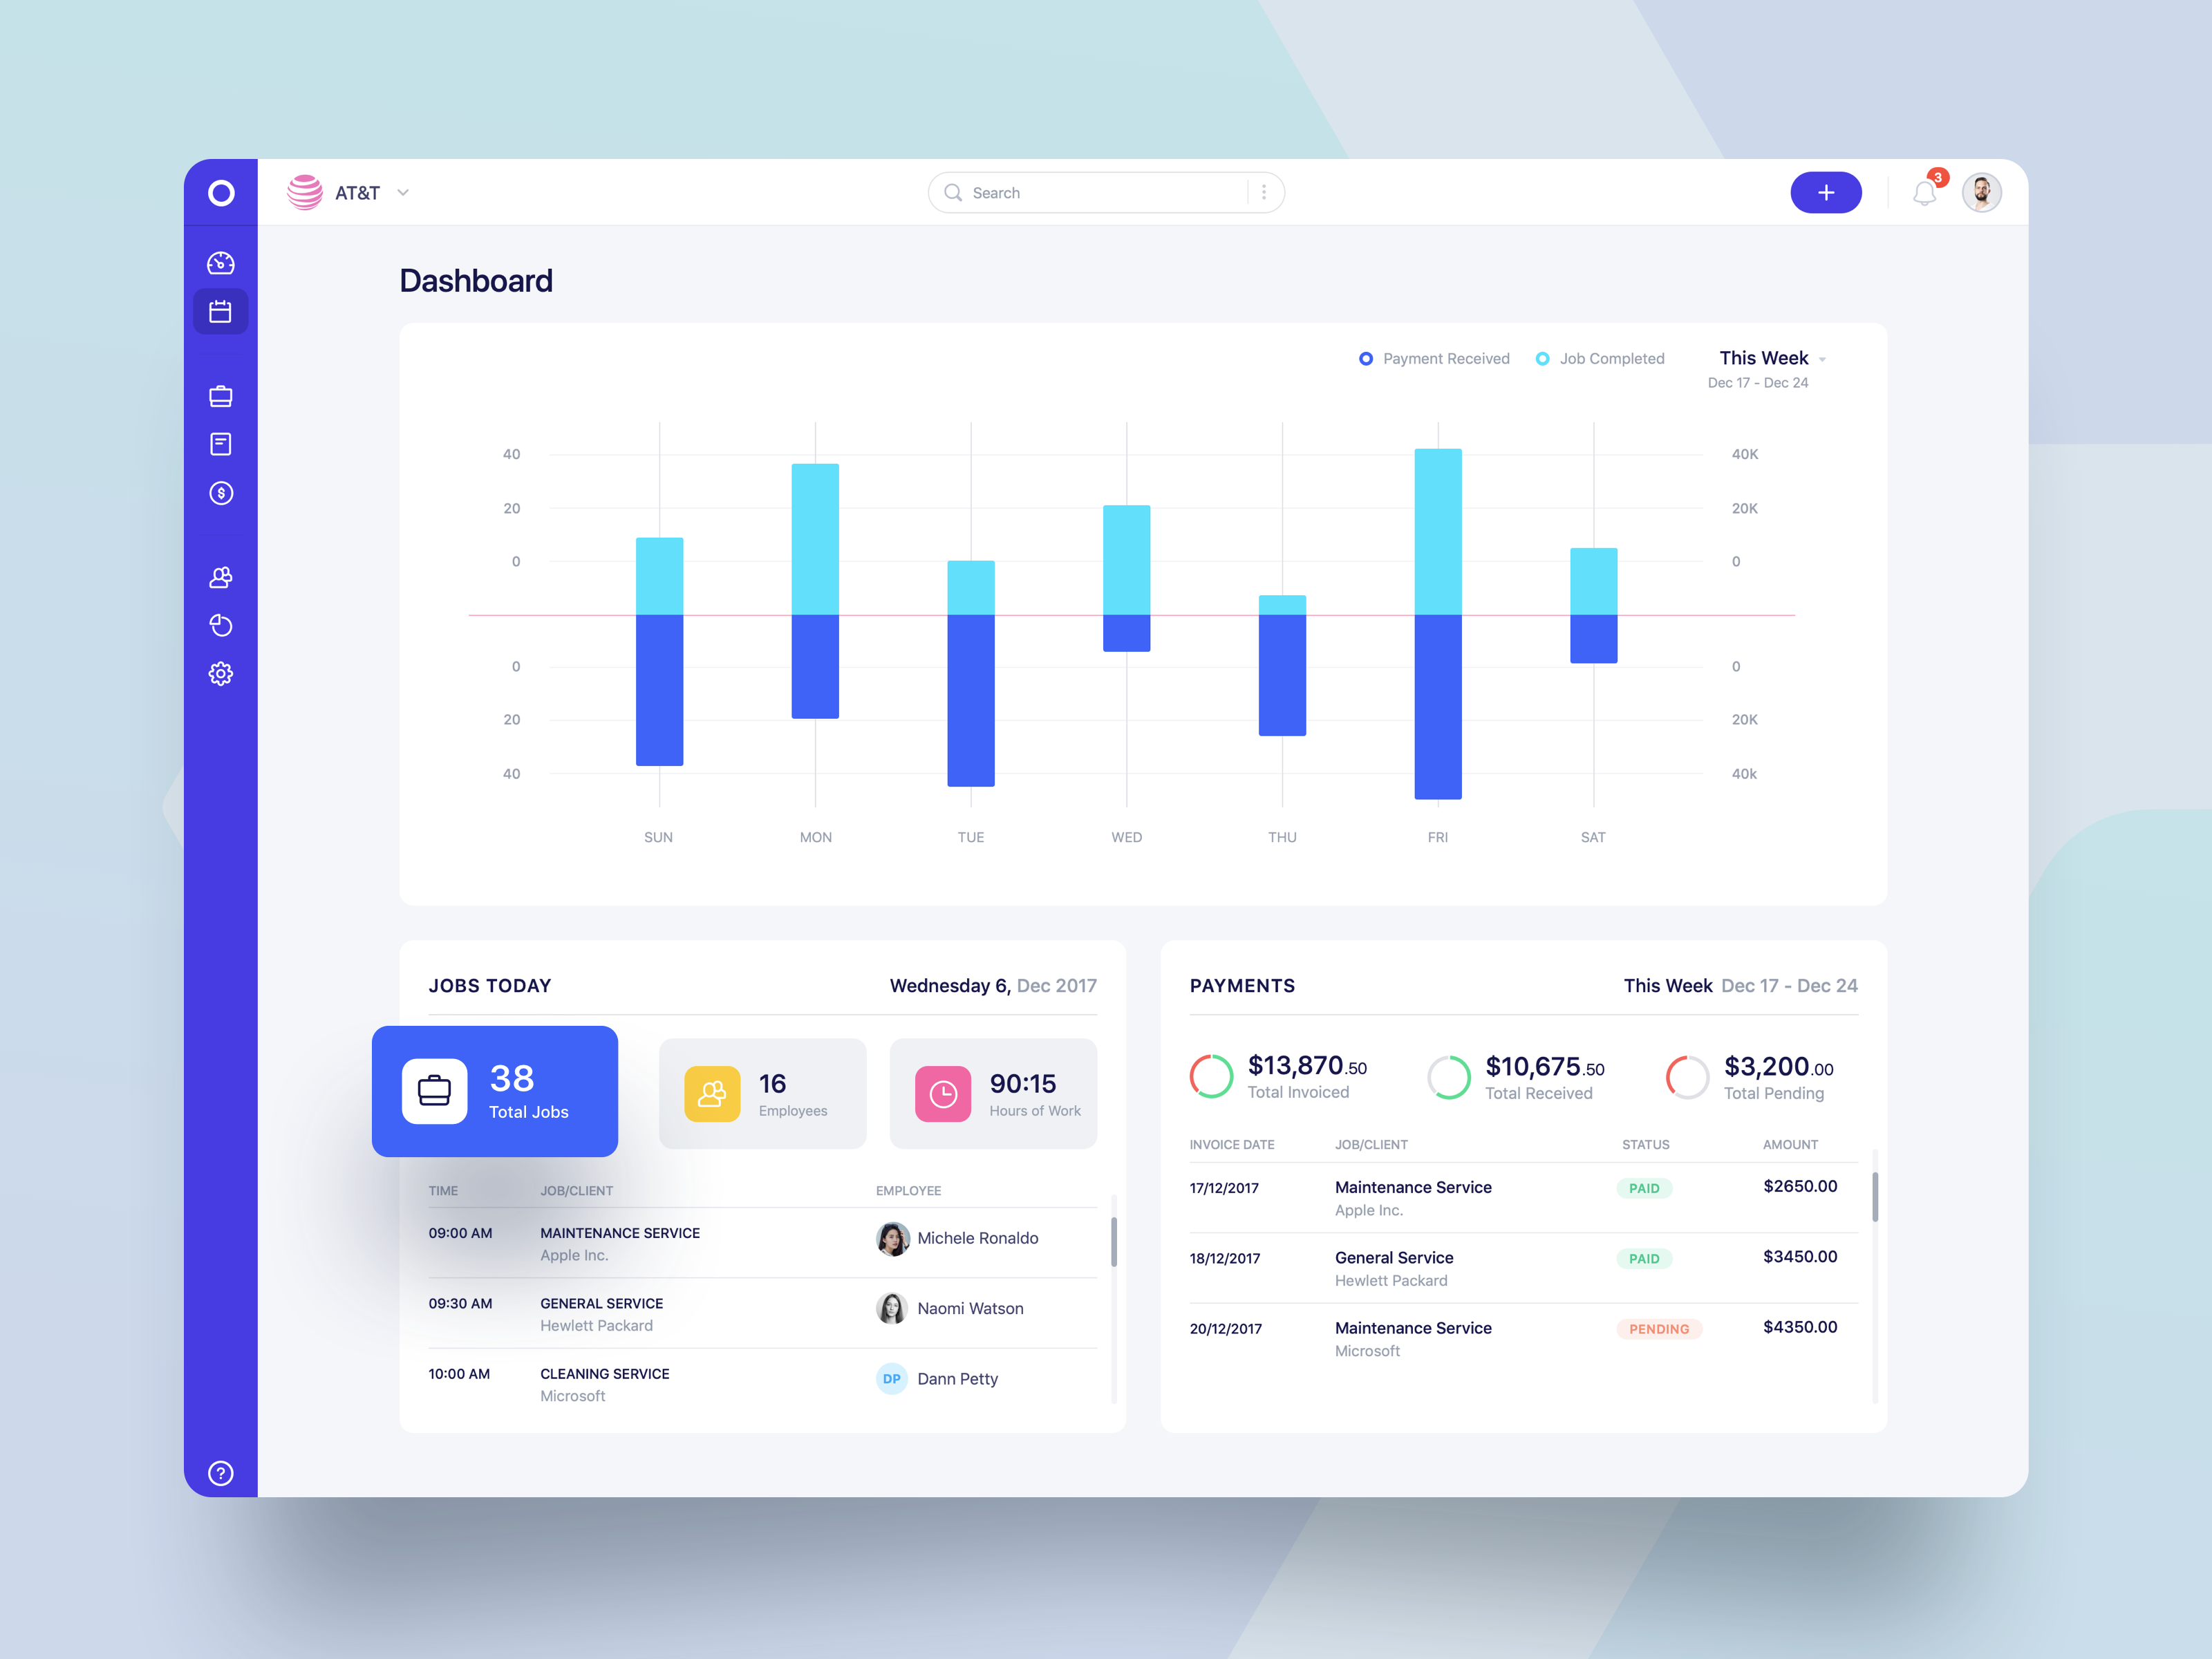 AT&T
Search
3
Dashboard
Payment Received Job Completed This Week
Dec 17 - Dec 24
40 40K
20 20K
0 0
0 0
20 20K
40 40k
SUN MON TUE WED THU FRI SAT
JOBS TODAY Wednesday 6, Dec 2017
38
Total Jobs
16
Employees
90:15
Hours of Work
TIME JOB/CLIENT EMPLOYEE
09:00 AM MAINTENANCE SERVICE Michele Ronaldo
Apple Inc.
09:30 AM GENERAL SERVICE Naomi Watson
Hewlett Packard
10:00 AM CLEANING SERVICE DP Dann Petty
Microsoft
PAYMENTS This Week Dec 17 - Dec 24
$13,870.50
Total Invoiced
$10,675.50
Total Received
$3,200.00
Total Pending
INVOICE DATE JOB/CLIENT STATUS AMOUNT
17/12/2017 Maintenance Service PAID $2650.00
Apple Inc.
18/12/2017 General Service PAID $3450.00
Hewlett Packard
20/12/2017 Maintenance Service PENDING $4350.00
Microsoft
?